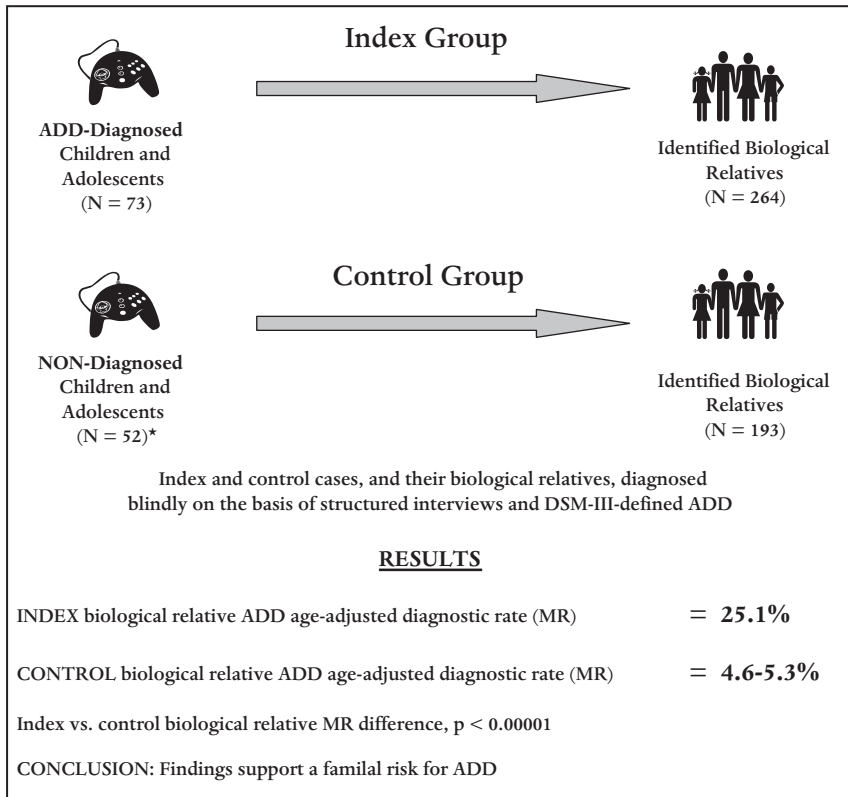 Index Group
ADD-Diagnosed
Children and
Adolescents
(N = 73)
Identified Biological
Relatives
(N = 264)
Control Group
NON-Diagnosed
Children and
Adolescents
(N = 52)★
Identified Biological
Relatives
(N = 193)
Index and control cases, and their biological relatives, diagnosed
blindly on the basis of structured interviews and DSM-III-defined ADD
RESULTS
INDEX biological relative ADD age-adjusted diagnostic rate (MR) = 25.1%
CONTROL biological relative ADD age-adjusted diagnostic rate (MR) = 4.6-5.3%
Index vs. control biological relative MR difference, p < 0.00001
CONCLUSION: Findings support a familal risk for ADD